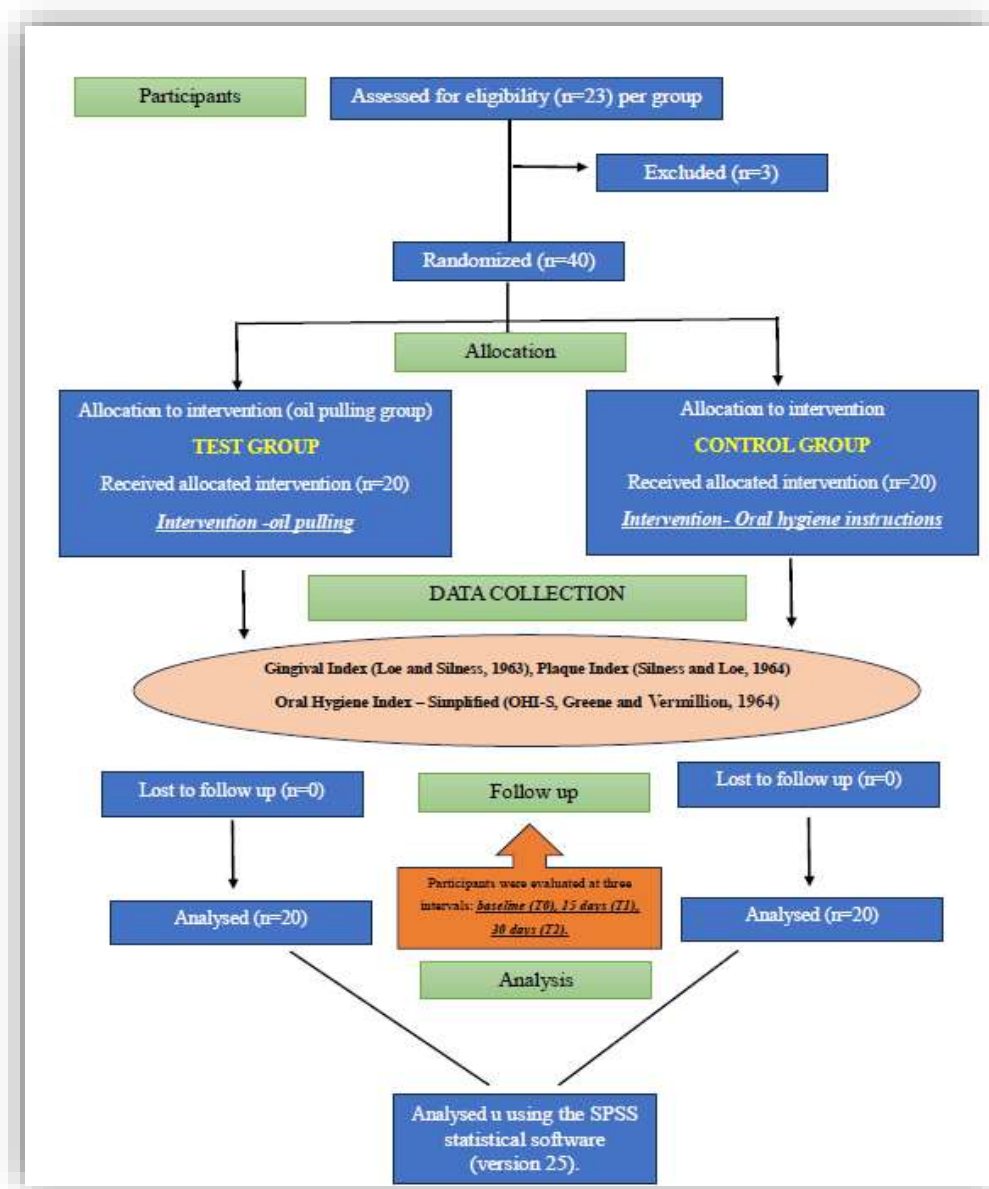 Participants
Assessed for eligibility (n=23) per group
Excluded (n=3)
Randomized (n=40)
Allocation
Allocation to intervention (oil pulling group)
TEST GROUP
Received allocated intervention (n=20)
Intervention -oil pulling
Allocation to intervention
CONTROL GROUP
Received allocated intervention (n=20)
Intervention- Oral hygiene instructions
DATA COLLECTION
Gingival Index (Loe and Silness, 1963), Plaque Index (Silness and Loe, 1964)
Oral Hygiene Index – Simplified (OHI-S, Greene and Vermillion, 1964)
Lost to follow up (n=0)
Follow up
Lost to follow up (n=0)
Participants were evaluated at three
intervals: baseline (T0), 15 days (T1),
30 days (T2).
Analysed (n=20)
Analysed (n=20)
Analysis
Analysed u using the SPSS
statistical software
(version 25).